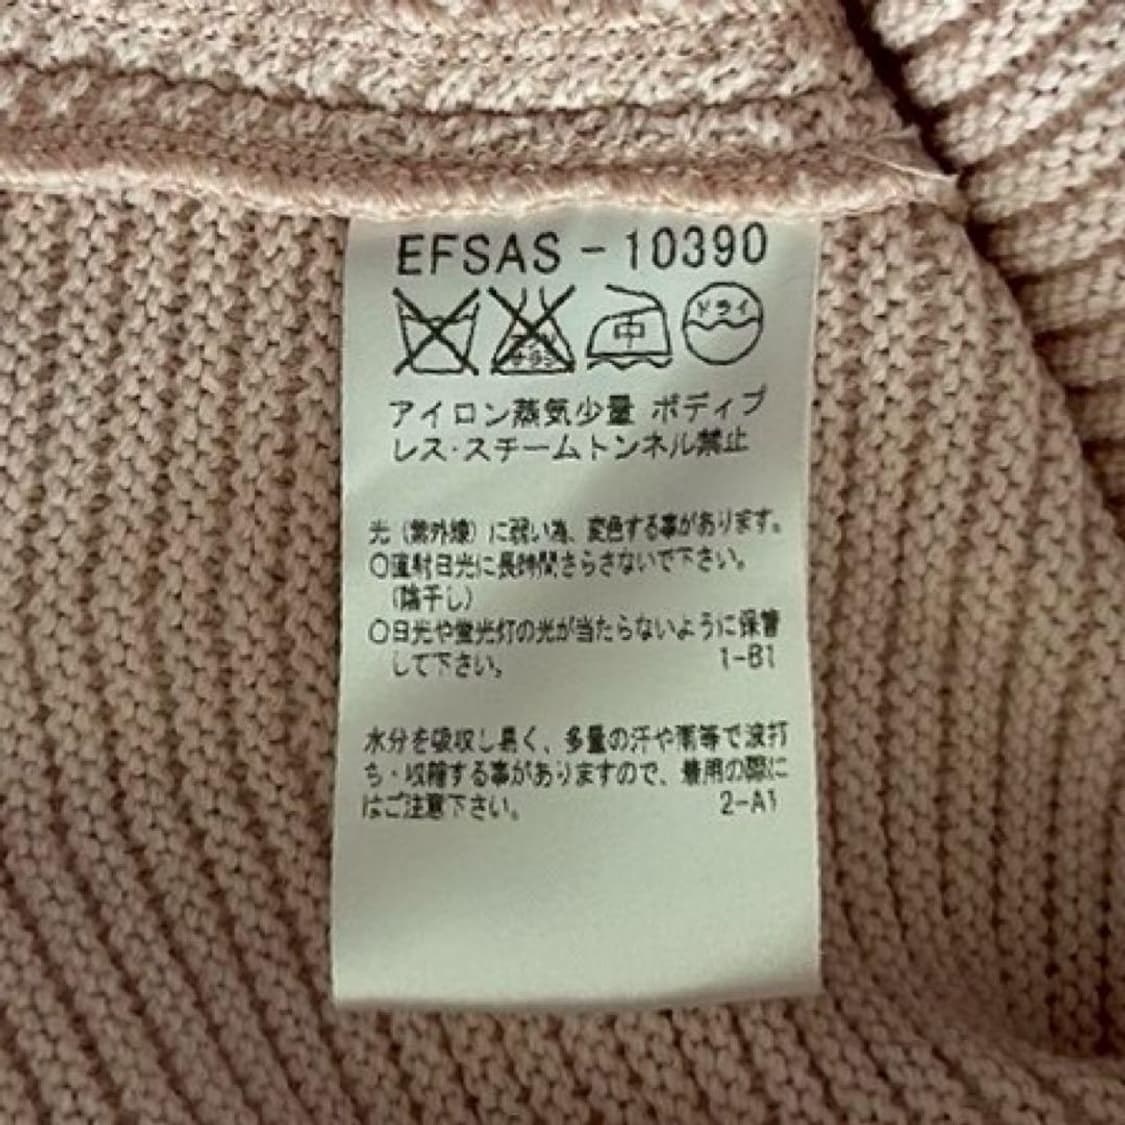 EFSAS-10390
中 ドライ
アイロン蒸気少量 ボディプ
レス・スチームトンネル禁止
光（紫外線）に弱い為、変色する事があります。
○直射日光に長時間さらさないで下さい。
（陰干し）
○日光や蛍光灯の光が当たらないように保管
して下さい。 1-B1
水分を吸収し易く、多量の汗や雨等で波打
ち・収縮する事がありますので、着用の際に
はご注意下さい。 2-A1